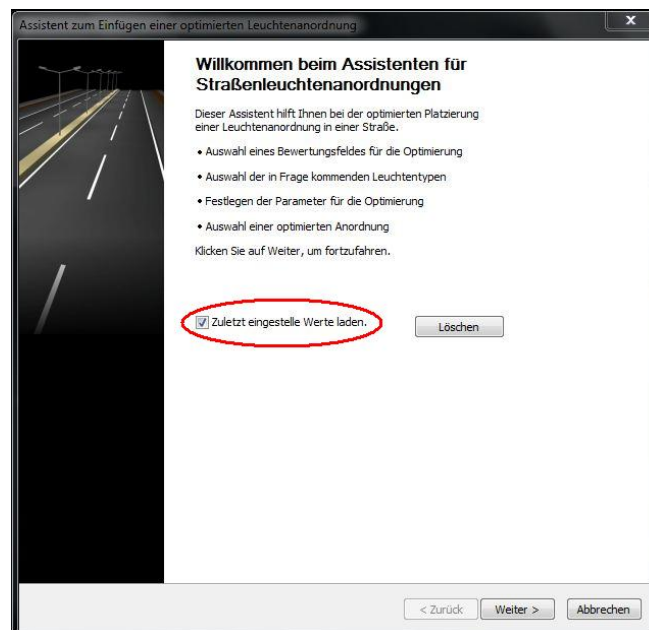 Assistent zum Einfügen einer optimierten Leuchtenanordnung
Willkommen beim Assistenten für
Straßenleuchtenanordnungen
Dieser Assistent hilft Ihnen bei der optimierten Platzierung
einer Leuchtenanordnung in einer Straße.
• Auswahl eines Bewertungsfeldes für die Optimierung
• Auswahl der in Frage kommenden Leuchtentypen
• Festlegen der Parameter für die Optimierung
• Auswahl einer optimierten Anordnung
Klicken Sie auf Weiter, um fortzufahren.
Zuletzt eingestelle Werte laden.
Löschen
< Zurück
Weiter >
Abbrechen